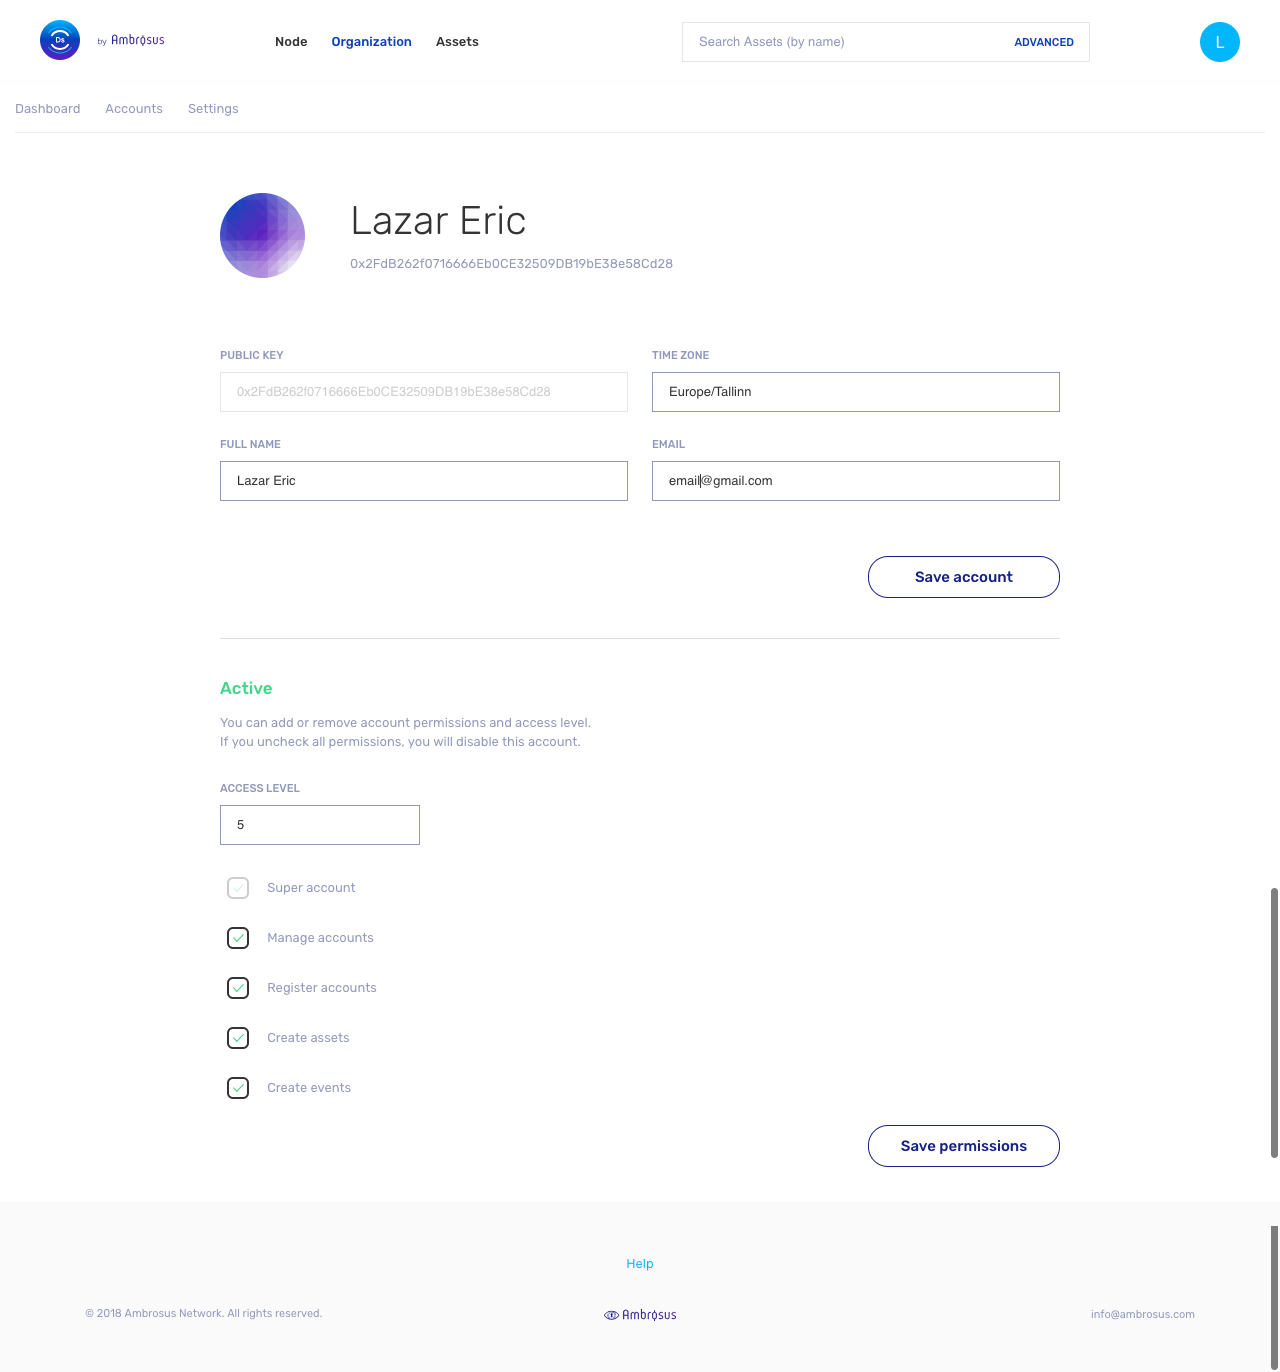 Ds by Ambrosus
Node Organization Assets
Search Assets (by name) ADVANCED
L
Dashboard Accounts Settings
Lazar Eric
0x2FdB262f0716666Eb0CE32509DB19bE38e58Cd28
PUBLIC KEY TIME ZONE
0x2FdB262f0716666Eb0CE32509DB19bE38e58Cd28 Europe/Tallinn
FULL NAME EMAIL
Lazar Eric email@gmail.com
Save account
Active
You can add or remove account permissions and access level.
If you uncheck all permissions, you will disable this account.
ACCESS LEVEL
5
Super account
Manage accounts
Register accounts
Create assets
Create events
Save permissions
Help
© 2018 Ambrosus Network. All rights reserved. Ambrosus info@ambrosus.com